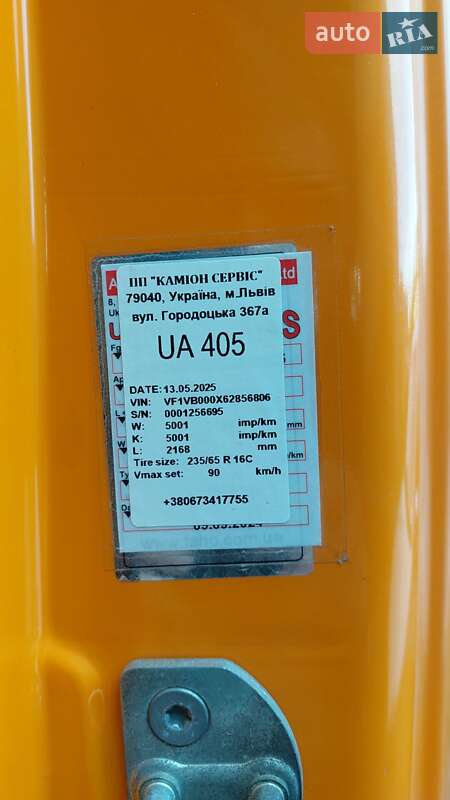 auto RIA .com
ПП "КАМІОН СЕРВІС"
79040, Україна, м.Львів
вул. Городоцька 367а
UA 405
DATE: 13.05.2025
VIN: VF1VB000X62856806
S/N: 0001256695
W: 5001 imp/km
K: 5001 imp/km
L: 2168 mm
Tire size: 235/65 R 16C
Vmax set: 90 km/h
+380673417755